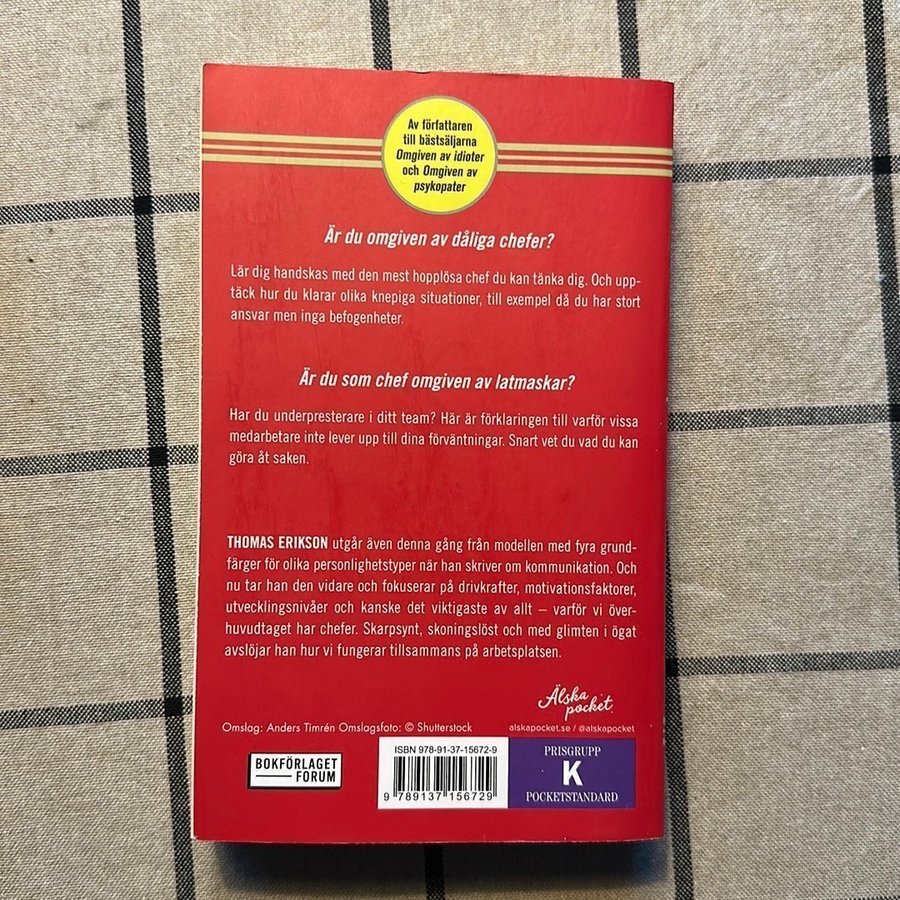 Av författaren
till bästsäljarna
Omgiven av idioter
och Omgiven av
psykopater
Är du omgiven av dåliga chefer?
Lär dig handskas med den mest hopplösa chef du kan tänka dig. Och upp-
täck hur du klarar olika knepiga situationer, till exempel då du har stort
ansvar men inga befogenheter.
Är du som chef omgiven av latmaskar?
Har du underpresterare i ditt team? Här är förklaringen till varför vissa
medarbetare inte lever upp till dina förväntningar. Snart vet du vad du kan
göra åt saken.
THOMAS ERIKSON utgår även denna gång från modellen med fyra grund-
färger för olika personlighetstyper när han skriver om kommunikation. Och
nu tar han den vidare och fokuserar på drivkrafter, motivationsfaktorer,
utvecklingsnivåer och kanske det viktigaste av allt – varför vi över-
huvudtaget har chefer. Skarpsynt, skoningslöst och med glimten i ögat
avslöjar han hur vi fungerar tillsammans på arbetsplatsen.
Älska
pocket
Omslag: Anders Timrén Omslagsfoto: © Shutterstock
alskapocket.se / @alskapocket
BOKFÖRLAGET
FORUM
ISBN 978-91-37-15672-9
9 789137 156729
PRISGRUPP
K
POCKETSTANDARD